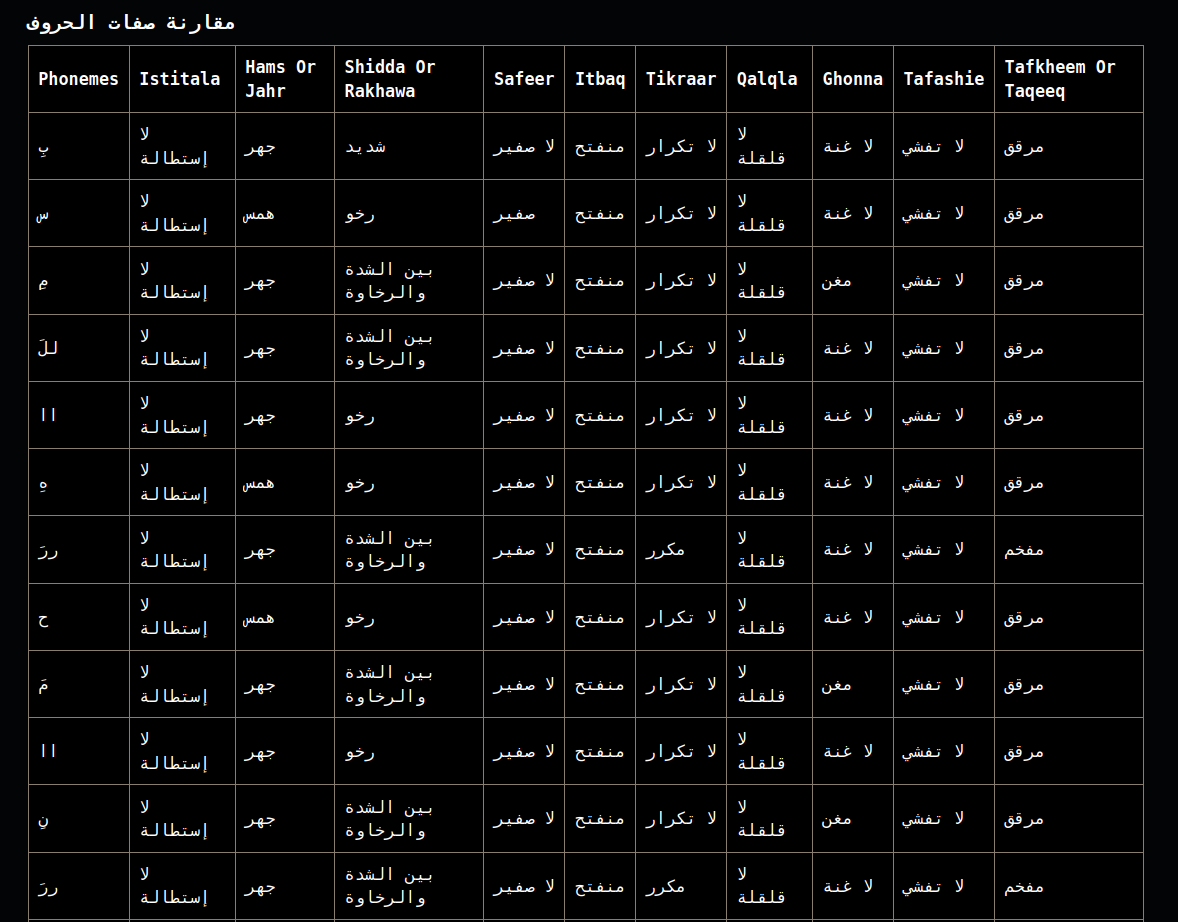 مقارنة صفات الحروف
Phonemes Istitala Hams Or Jahr Shidda Or Rakhawa Safeer Itbaq Tikraar Qalqla Ghonna Tafashie Tafkheem Or Taqeeq
بِ لا إستطالة جهر شديد لا صفير منفتح لا تكرار لا قلقلة لا غنة لا تفشي مرقق
س لا إستطالة همس رخو صفير منفتح لا تكرار لا قلقلة لا غنة لا تفشي مرقق
مِ لا إستطالة جهر بين الشدة والرخاوة لا صفير منفتح لا تكرار لا قلقلة مغن لا تفشي مرقق
للَ لا إستطالة جهر بين الشدة والرخاوة لا صفير منفتح لا تكرار لا قلقلة لا غنة لا تفشي مرقق
اا لا إستطالة جهر رخو لا صفير منفتح لا تكرار لا قلقلة لا غنة لا تفشي مرقق
هِ لا إستطالة همس رخو لا صفير منفتح لا تكرار لا قلقلة لا غنة لا تفشي مرقق
ررَ لا إستطالة جهر بين الشدة والرخاوة لا صفير منفتح مكرر لا قلقلة لا غنة لا تفشي مفخم
ح لا إستطالة همس رخو لا صفير منفتح لا تكرار لا قلقلة لا غنة لا تفشي مرقق
مَ لا إستطالة جهر بين الشدة والرخاوة لا صفير منفتح لا تكرار لا قلقلة مغن لا تفشي مرقق
اا لا إستطالة جهر رخو لا صفير منفتح لا تكرار لا قلقلة لا غنة لا تفشي مرقق
نِ لا إستطالة جهر بين الشدة والرخاوة لا صفير منفتح لا تكرار لا قلقلة مغن لا تفشي مرقق
ررَ لا إستطالة جهر بين الشدة والرخاوة لا صفير منفتح مكرر لا قلقلة لا غنة لا تفشي مفخم